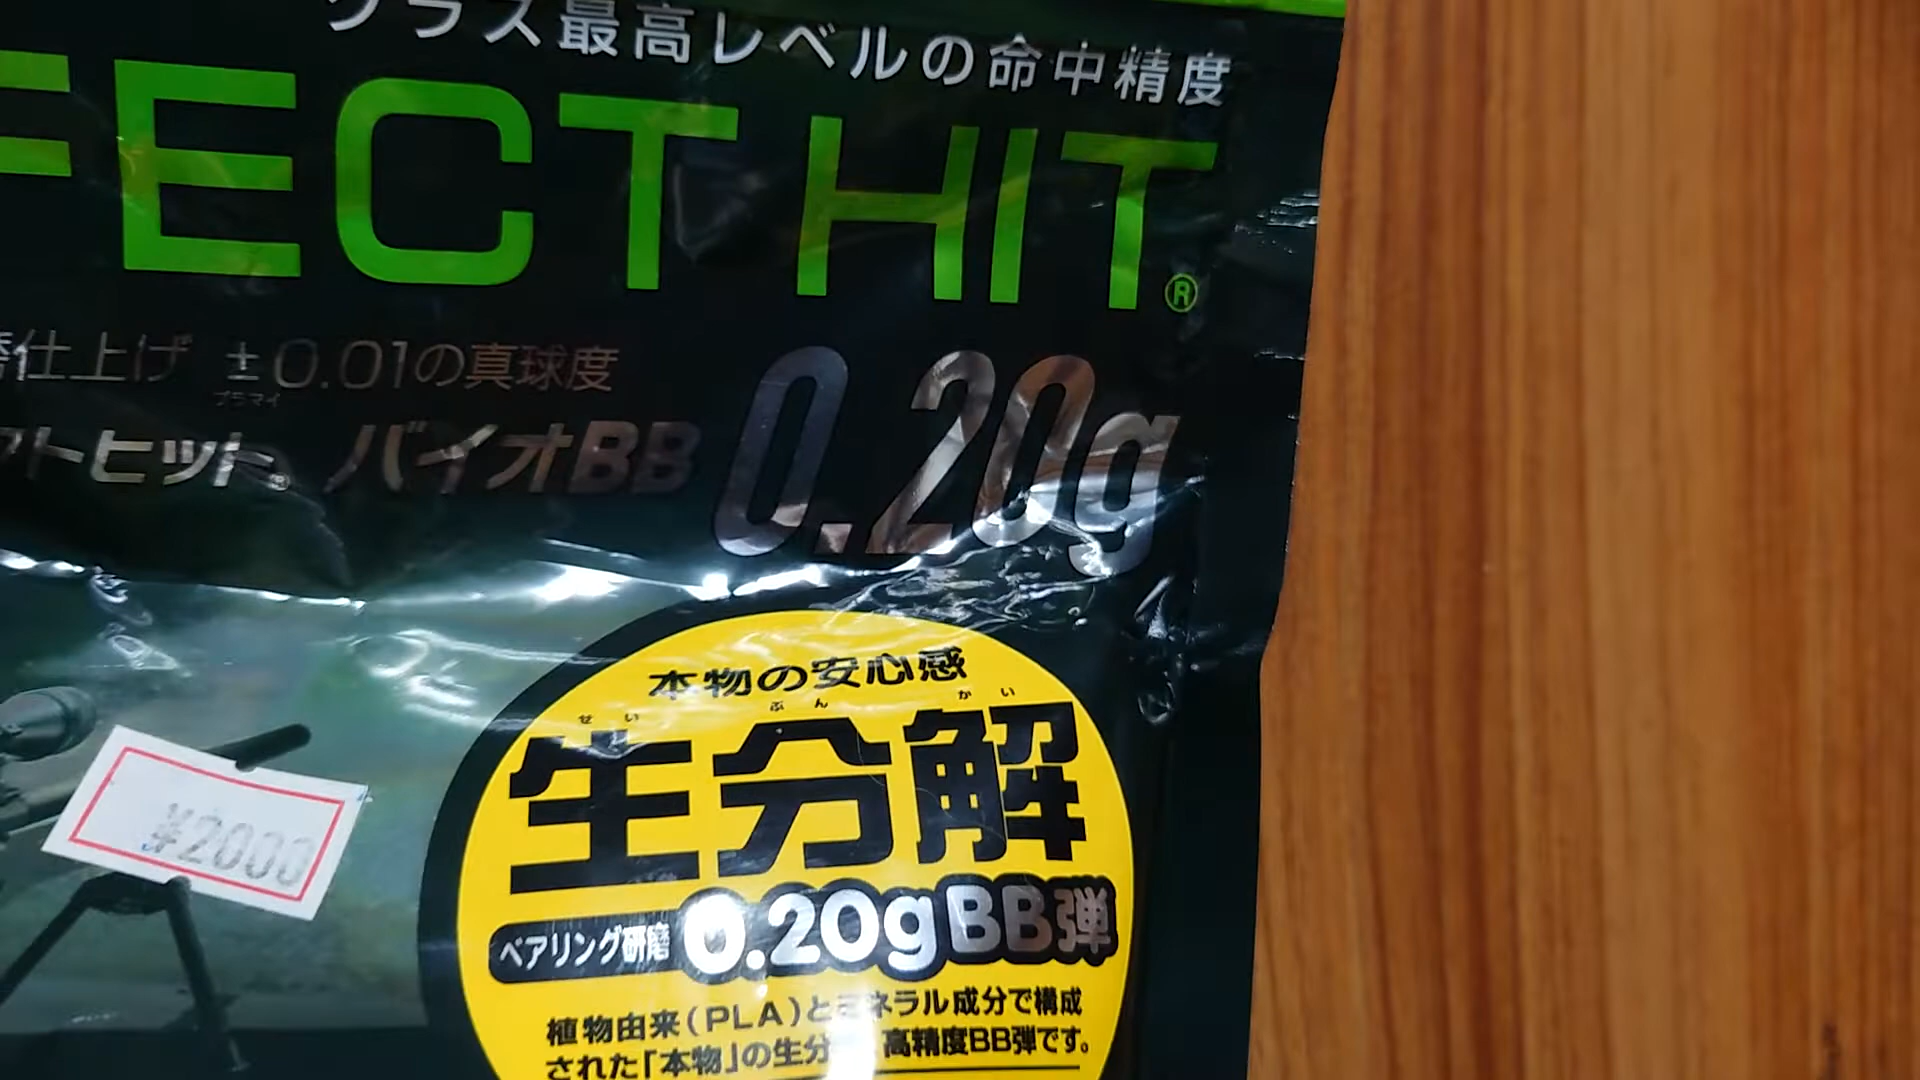 クラス最高レベルの命中精度
FECT HIT®
仕上げ ±0.01の真球度
プラマイ
トヒット® バイオBB 0.20g
本物の安心感
せい ぶん かい
生分解
ベアリング研磨 0.20gBB弾
植物由来(PLA)とミネラル成分で構成
された「本物」の生分 高精度BB弾です。
¥2000